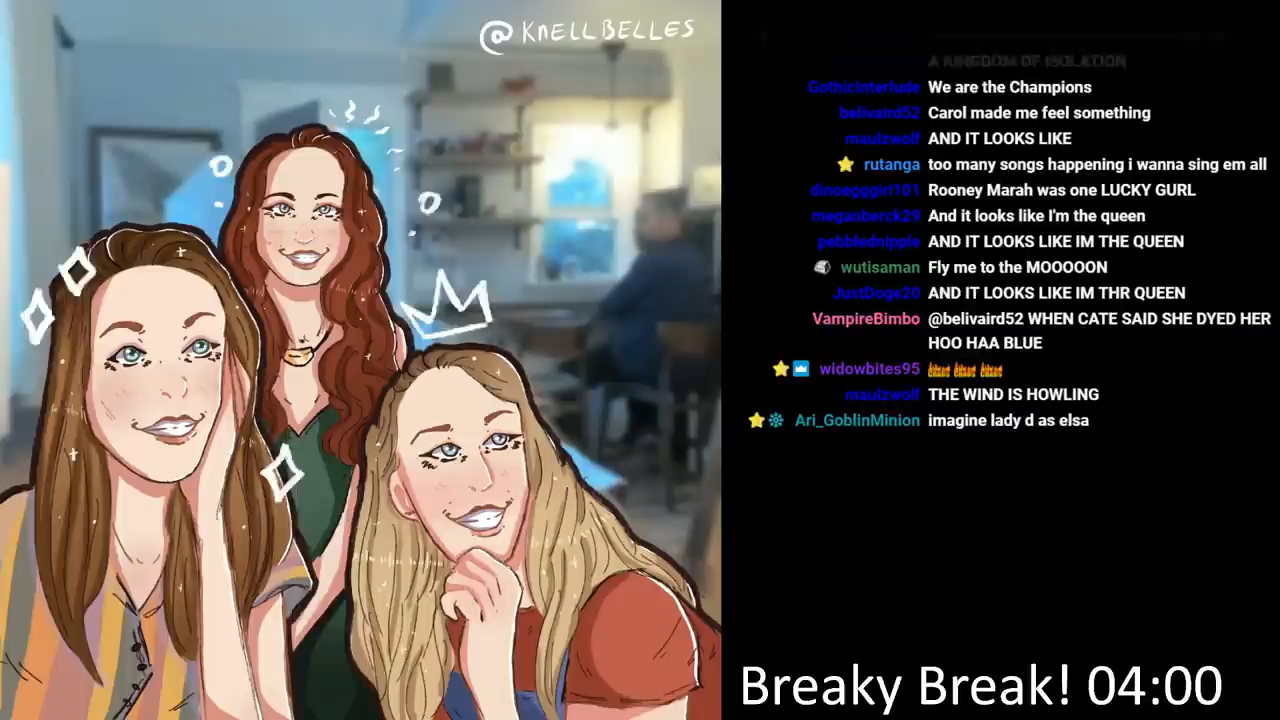 @KNELLBELLES
A KINGDOM OF ISOLATION
GothicInterlude We are the Champions
belivaird52 Carol made me feel something
maulzwolf AND IT LOOKS LIKE
rutanga too many songs happening i wanna sing em all
dinoegggirl101 Rooney Marah was one LUCKY GURL
meganberck29 And it looks like I'm the queen
pebblednipple AND IT LOOKS LIKE IM THE QUEEN
wutisaman Fly me to the MOOOOON
JustDoge20 AND IT LOOKS LIKE IM THR QUEEN
VampireBimbo @belivaird52 WHEN CATE SAID SHE DYED HER
HOO HAA BLUE
widowbites95
maulzwolf THE WIND IS HOWLING
Ari_GoblinMinion imagine lady d as elsa
Breaky Break! 04:00